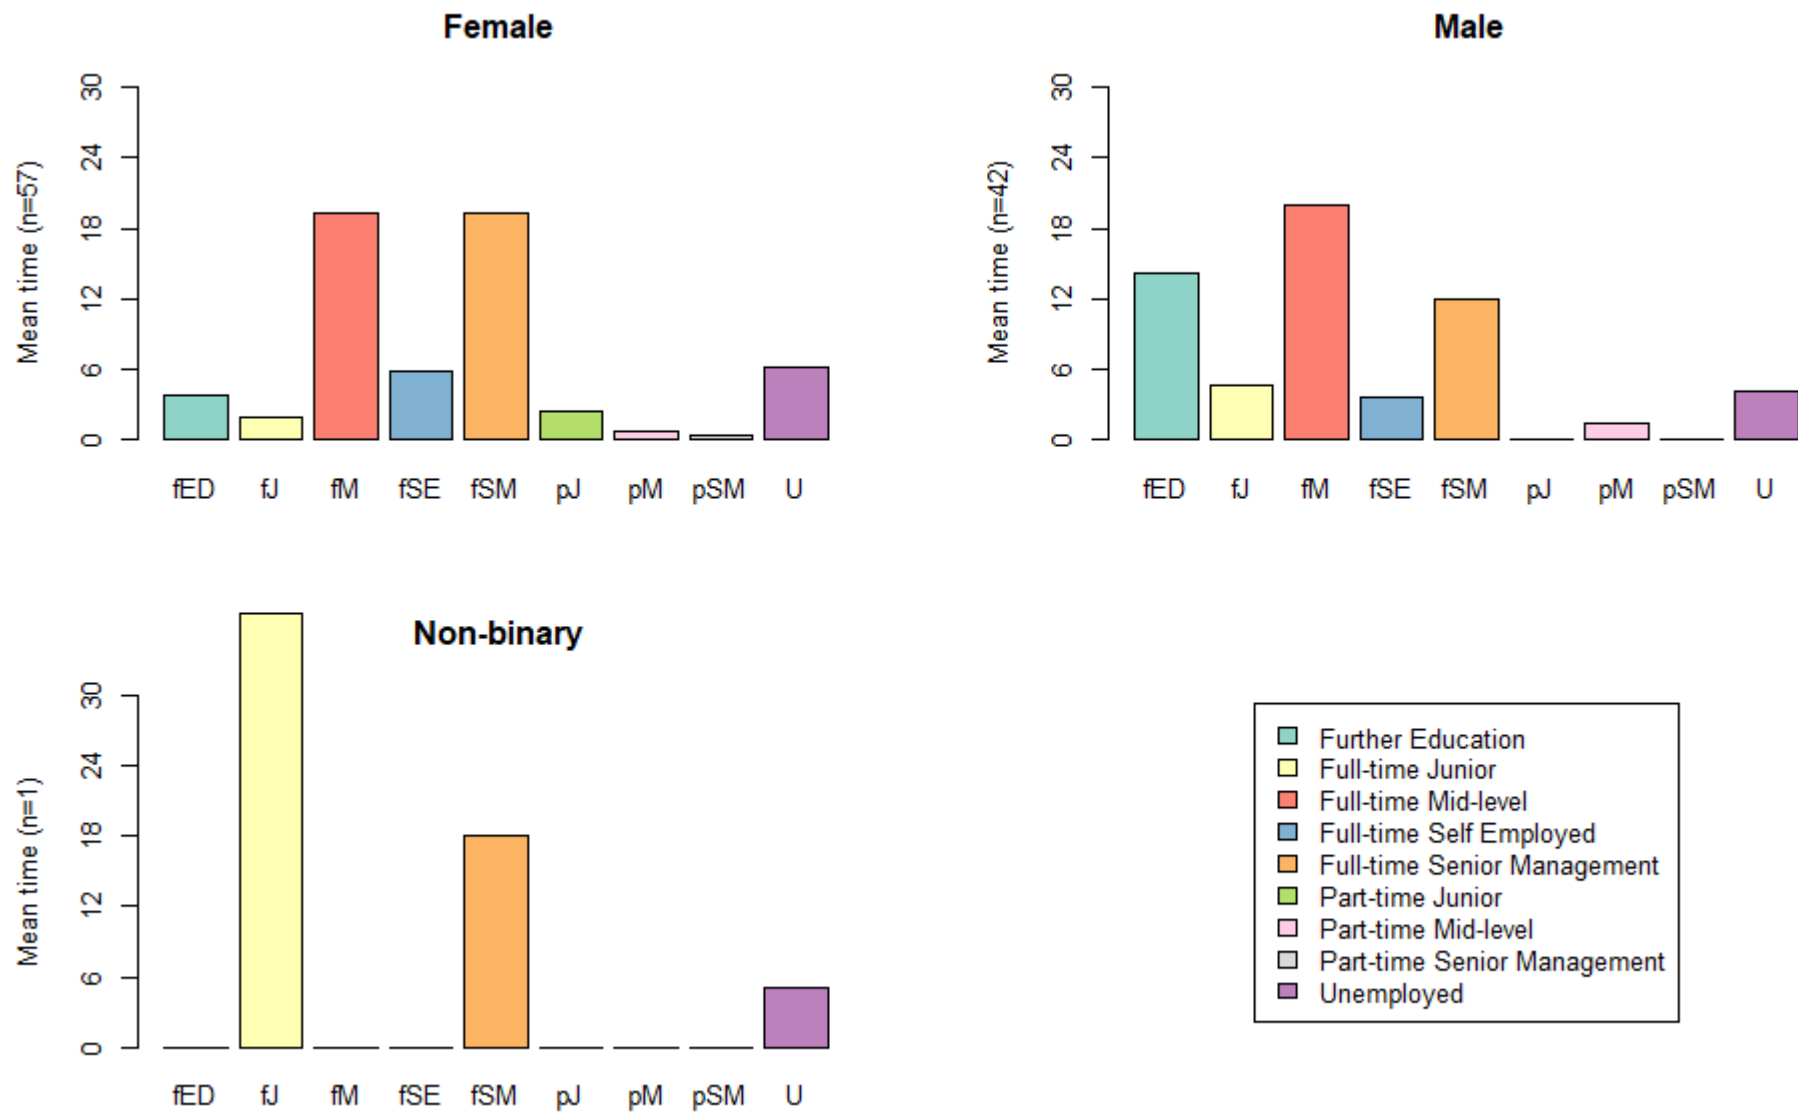 Female
Mean time (n=57)
30
24
18
12
6
0
fED fJ fM fSE fSM pJ pM pSM U
Male
Mean time (n=42)
30
24
18
12
6
0
fED fJ fM fSE fSM pJ pM pSM U
Non-binary
Mean time (n=1)
30
24
18
12
6
0
fED fJ fM fSE fSM pJ pM pSM U
Further Education
Full-time Junior
Full-time Mid-level
Full-time Self Employed
Full-time Senior Management
Part-time Junior
Part-time Mid-level
Part-time Senior Management
Unemployed